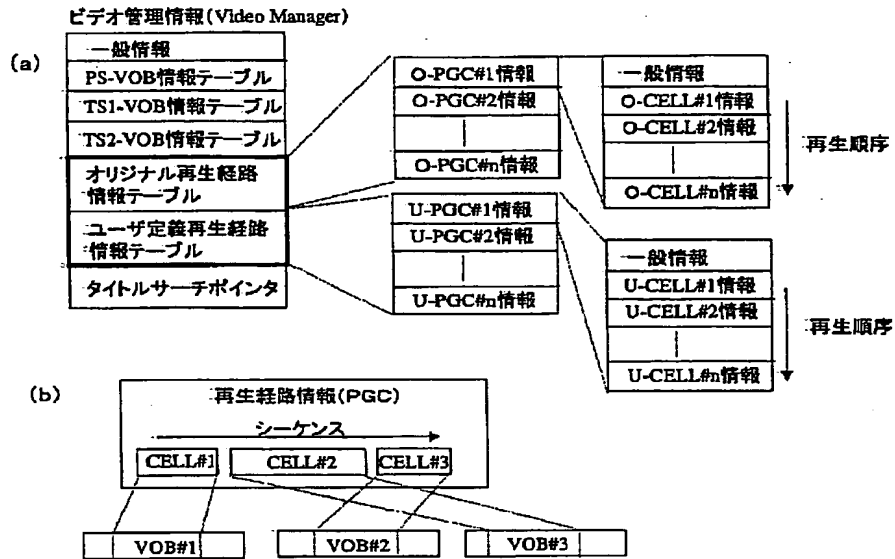 ビデオ管理情報(Video Manager)
(a)
一般情報
PS-VOB情報テーブル
TS1-VOB情報テーブル
TS2-VOB情報テーブル
オリジナル再生経路
情報テーブル
ユーザ定義再生経路
情報テーブル
タイトルサーチポインタ
O-PGC#1情報
O-PGC#2情報
O-PGC#n情報
U-PGC#1情報
U-PGC#2情報
U-PGC#n情報
一般情報
O-CELL#1情報
O-CELL#2情報
O-CELL#n情報
再生順序
一般情報
U-CELL#1情報
U-CELL#2情報
U-CELL#n情報
再生順序
(b)
再生経路情報(PGC)
シーケンス
CELL#1
CELL#2
CELL#3
VOB#1
VOB#2
VOB#3